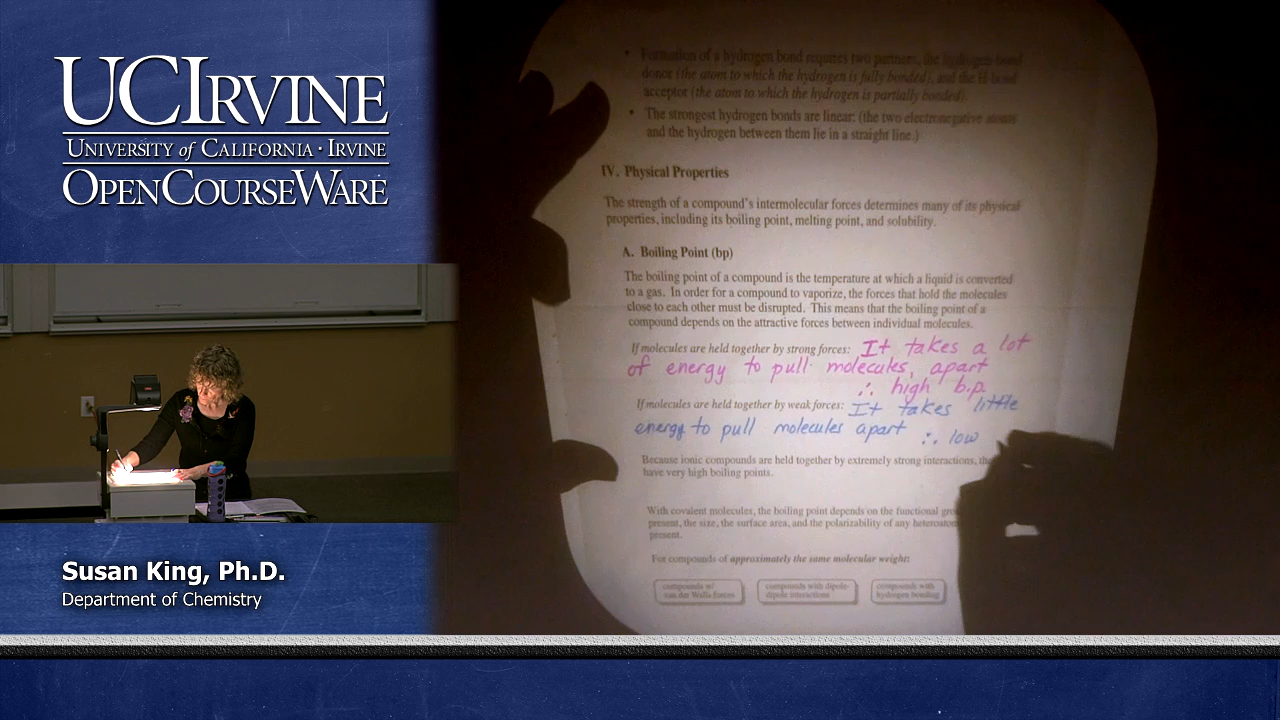 UCIRVINE
UNIVERSITY of CALIFORNIA · IRVINE
OPENCOURSEWARE
Susan King, Ph.D.
Department of Chemistry
• Formation of a hydrogen bond requires two partners, the hydrogen-bond
donor (the atom to which the hydrogen is fully bonded), and the H-bond
acceptor (the atom to which the hydrogen is partially bonded).
• The strongest hydrogen bonds are linear: (the two electronegative atoms
and the hydrogen between them lie in a straight line.)
IV. Physical Properties
The strength of a compound's intermolecular forces determines many of its physical
properties, including its boiling point, melting point, and solubility.
A. Boiling Point (bp)
The boiling point of a compound is the temperature at which a liquid is converted
to a gas. In order for a compound to vaporize, the forces that hold the molecules
close to each other must be disrupted. This means that the boiling point of a
compound depends on the attractive forces between individual molecules.
If molecules are held together by strong forces: It takes a lot
of energy to pull molecules, apart
∴ high b.p.
If molecules are held together by weak forces: It takes little
energy to pull molecules apart ∴ low
Because ionic compounds are held together by extremely strong interactions,
have very high boiling points.
With covalent molecules, the boiling point depends on the functional
present, the size, the surface area, and the polarizability of any
present.
For compounds of approximately the same molecular weight:
compounds w/
van der Walls forces
compounds with dipole-
dipole interactions
compounds with
hydrogen bonding